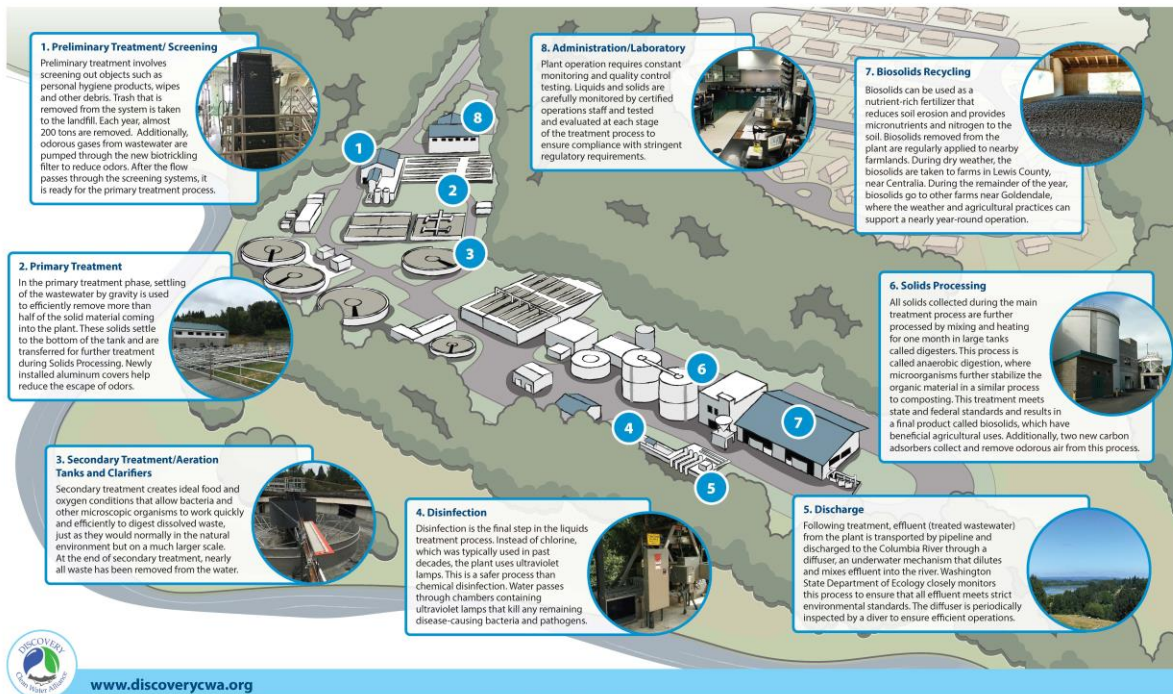 1. Preliminary Treatment/ Screening
Preliminary treatment involves
screening out objects such as
personal hygiene products, wipes
and other debris. Trash that is
removed from the system is taken
to the landfill. Each year, almost
200 tons are removed. Additionally,
odorous gases from wastewater are
pumped through the new biotrickling
filter to reduce odors. After the flow
passes through the screening systems, it
is ready for the primary treatment process.
2. Primary Treatment
In the primary treatment phase, settling
of the wastewater by gravity is used
to efficiently remove more than
half of the solid material coming
into the plant. These solids settle
to the bottom of the tank and are
transferred for further treatment
during Solids Processing. Newly
installed aluminum covers help
reduce the escape of odors.
3. Secondary Treatment/Aeration
Tanks and Clarifiers
Secondary treatment creates ideal food and
oxygen conditions that allow bacteria and
other microscopic organisms to work quickly
and efficiently to digest dissolved waste,
just as they would normally in the natural
environment but on a much larger scale.
At the end of secondary treatment, nearly
all waste has been removed from the water.
4. Disinfection
Disinfection is the final step in the liquids
treatment process. Instead of chlorine,
which was typically used in past
decades, the plant uses ultraviolet
lamps. This is a safer process than
chemical disinfection. Water passes
through chambers containing
ultraviolet lamps that kill any remaining
disease-causing bacteria and pathogens.
5. Discharge
Following treatment, effluent (treated wastewater)
from the plant is transported by pipeline and
discharged to the Columbia River through a
diffuser, an underwater mechanism that dilutes
and mixes effluent into the river. Washington
State Department of Ecology closely monitors
this process to ensure that all effluent meets strict
environmental standards. The diffuser is periodically
inspected by a diver to ensure efficient operations.
6. Solids Processing
All solids collected during the main
treatment process are further
processed by mixing and heating
for one month in large tanks
called digesters. This process is
called anaerobic digestion, where
microorganisms further stabilize the
organic material in a similar process
to composting. This treatment meets
state and federal standards and results in
a final product called biosolids, which have
beneficial agricultural uses. Additionally, two new carbon
adsorbers collect and remove odorous air from this process.
7. Biosolids Recycling
Biosolids can be used as a
nutrient-rich fertilizer that
reduces soil erosion and provides
micronutrients and nitrogen to the
soil. Biosolids removed from the
plant are regularly applied to nearby
farmlands. During dry weather, the
biosolids are taken to farms in Lewis County,
near Centralia. During the remainder of the year,
biosolids go to other farms near Goldendale,
where the weather and agricultural practices can
support a nearly year-round operation.
8. Administration/Laboratory
Plant operation requires constant
monitoring and quality control
testing. Liquids and solids are
carefully monitored by certified
operations staff and tested
and evaluated at each stage
of the treatment process to
ensure compliance with stringent
regulatory requirements.
1
8
2
3
6
4
7
5
DISCOVERY
Clean Water Alliance
www.discoverycwa.org